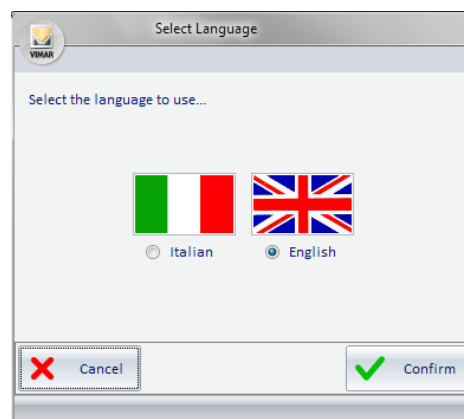 Select Language
VIMAR
Select the language to use...
Italian
English
Cancel
Confirm